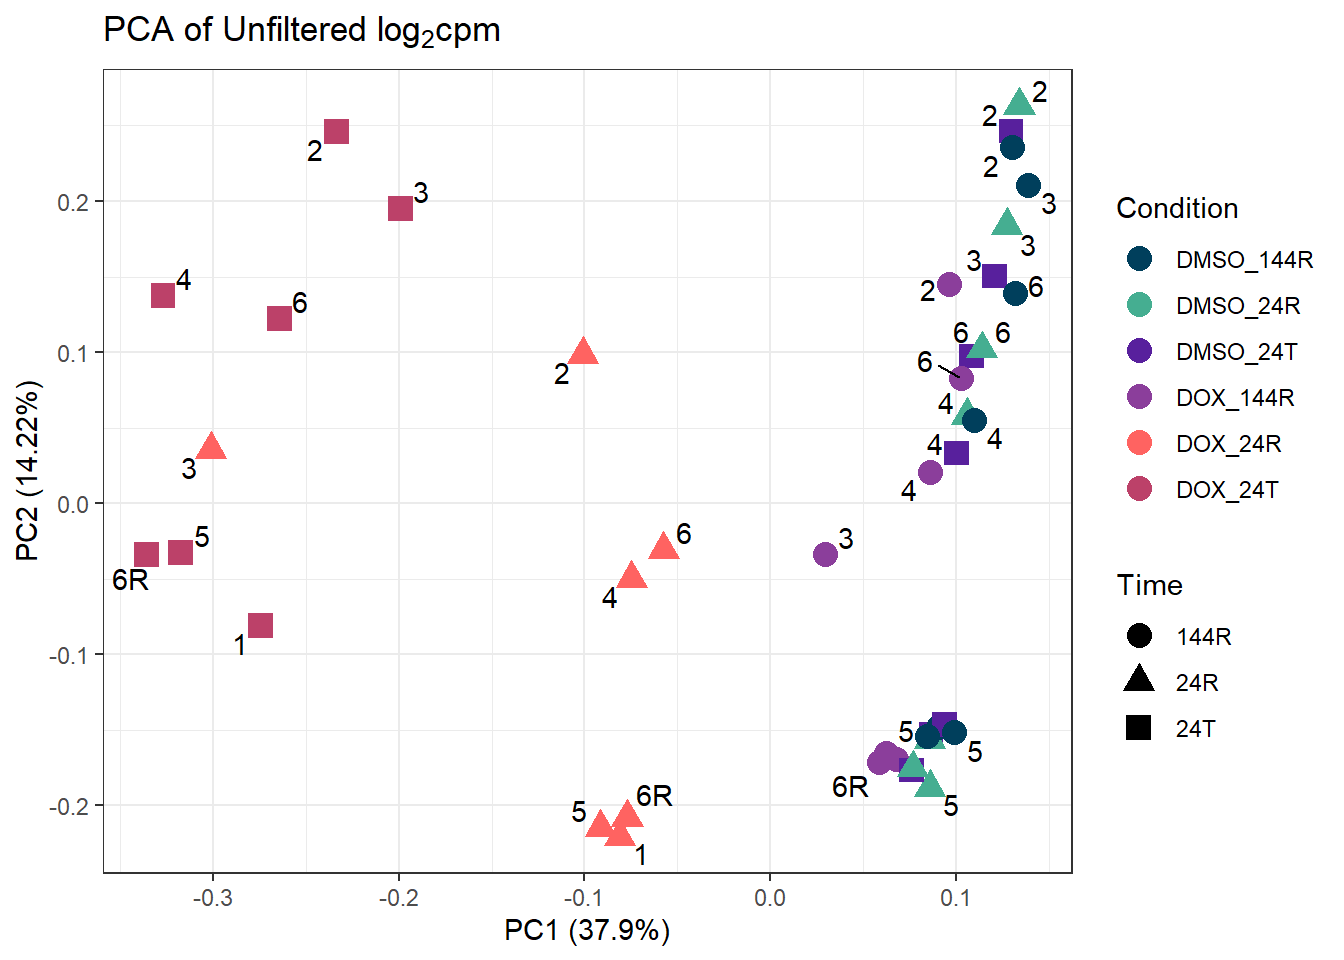 PCA of Unfiltered log2cpm
2
2
2
3
3
3
2
6
6
6
6
4
4
4
4
3
2
3
4
6
2
3
5
6R
1
6
4
5
5
6R
5
6R
5
1
0.2
0.1
0.0
-0.1
-0.2
PC2 (14.22%)
-0.3
-0.2
-0.1
0.0
0.1
PC1 (37.9%)
Condition
DMSO_144R
DMSO_24R
DMSO_24T
DOX_144R
DOX_24R
DOX_24T
Time
144R
24R
24T